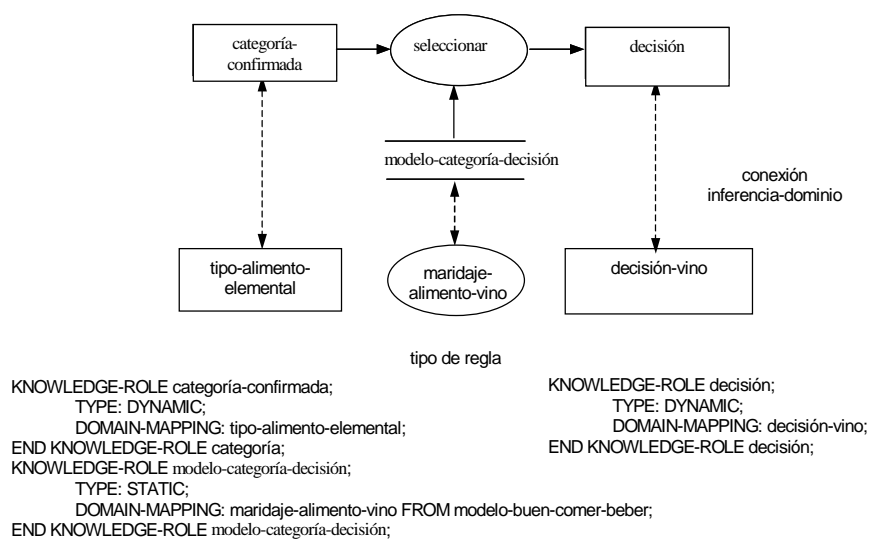 categoría-
confirmada
seleccionar
decisión
modelo-categoría-decisión
conexión
inferencia-dominio
tipo-alimento-
elemental
maridaje-
alimento-vino
decisión-vino
tipo de regla
KNOWLEDGE-ROLE categoría-confirmada;
TYPE: DYNAMIC;
DOMAIN-MAPPING: tipo-alimento-elemental;
END KNOWLEDGE-ROLE categoría;
KNOWLEDGE-ROLE modelo-categoría-decisión;
TYPE: STATIC;
DOMAIN-MAPPING: maridaje-alimento-vino FROM modelo-buen-comer-beber;
END KNOWLEDGE-ROLE modelo-categoría-decisión;
KNOWLEDGE-ROLE decisión;
TYPE: DYNAMIC;
DOMAIN-MAPPING: decisión-vino;
END KNOWLEDGE-ROLE decisión;